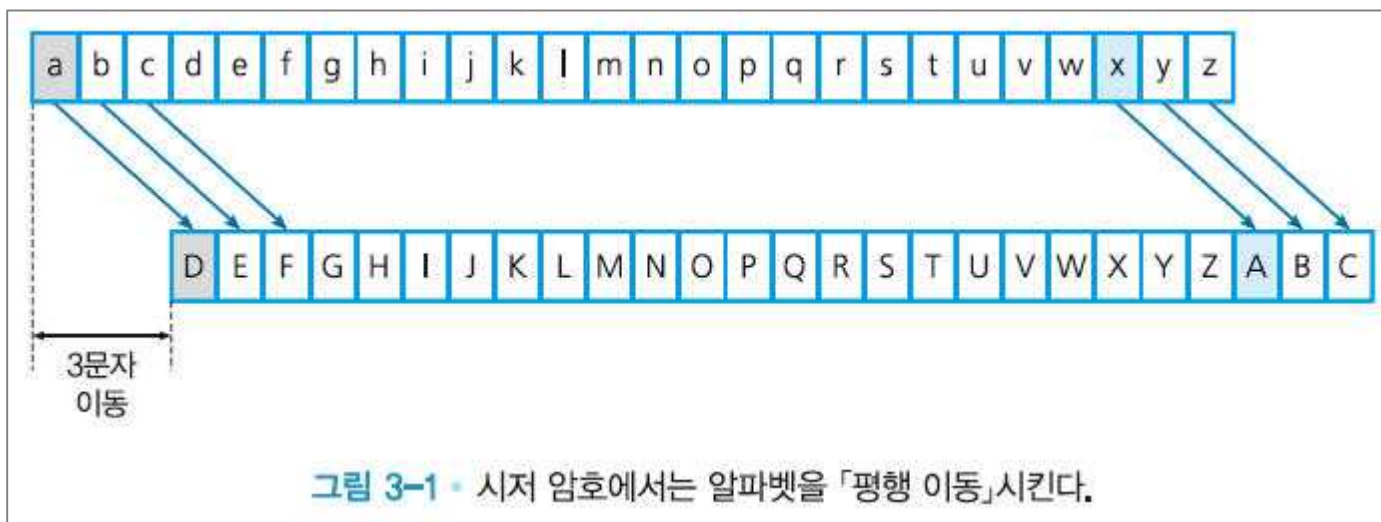 a b c d e f g h i j k l m n o p q r s t u v w x y z
D E F G H I J K L M N O P Q R S T U V W X Y Z A B C
3문자
이동
그림 3-1 • 시저 암호에서는 알파벳을 「평행 이동」시킨다.